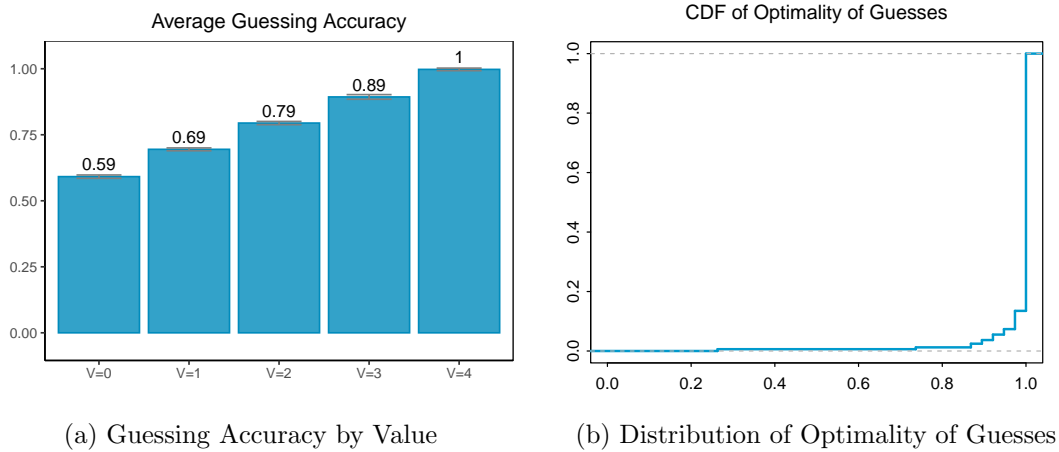 Average Guessing Accuracy
1.00
0.75
0.50
0.25
0.00
0.59
0.69
0.79
0.89
1
V=0
V=1
V=2
V=3
V=4
(a) Guessing Accuracy by Value
CDF of Optimality of Guesses
1.0
0.8
0.6
0.4
0.2
0.0
0.0
0.2
0.4
0.6
0.8
1.0
(b) Distribution of Optimality of Guesses